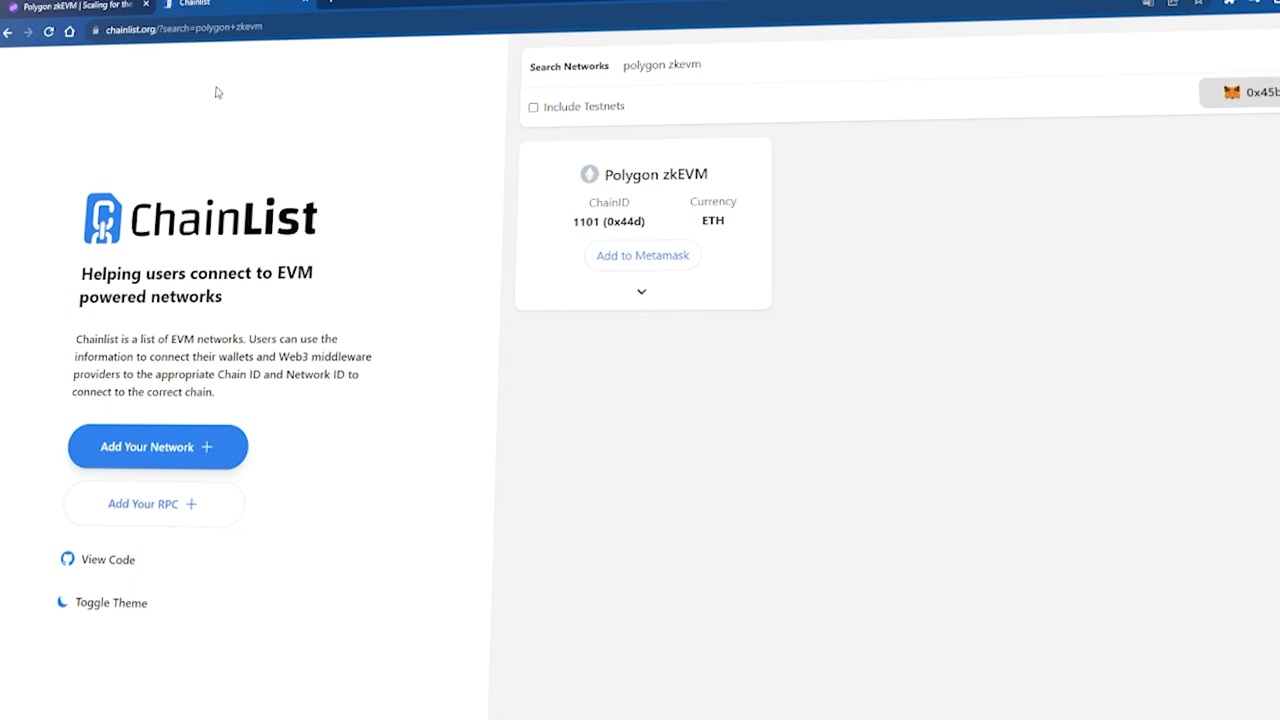 Polygon zkEVM | Scaling for the
Chainlist
chainlist.org/?search=polygon+zkevm
Search Networks polygon zkevm
Include Testnets
0x45b
Polygon zkEVM
ChainID Currency
1101 (0x44d) ETH
Add to Metamask
ChainList
Helping users connect to EVM
powered networks
Chainlist is a list of EVM networks. Users can use the
information to connect their wallets and Web3 middleware
providers to the appropriate Chain ID and Network ID to
connect to the correct chain.
Add Your Network +
Add Your RPC +
View Code
Toggle Theme